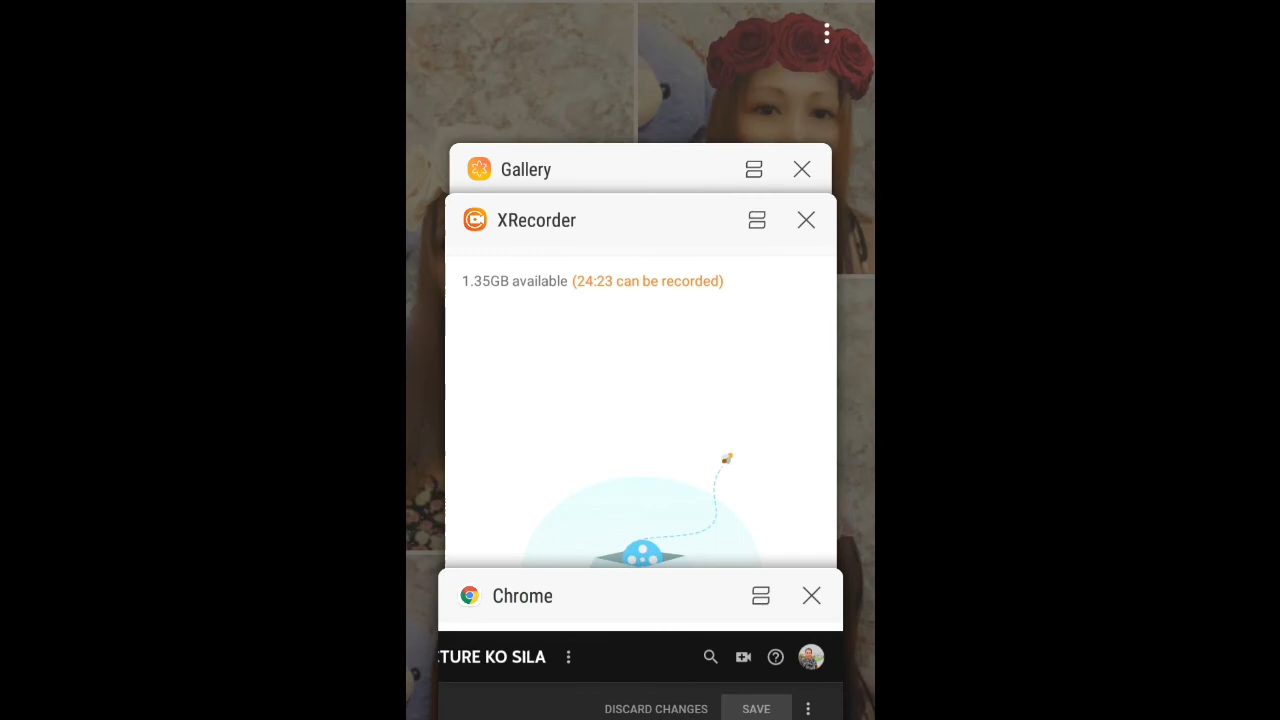 Gallery
XRecorder
1.35GB available (24:23 can be recorded)
Chrome
TURE KO SILA
DISCARD CHANGES SAVE